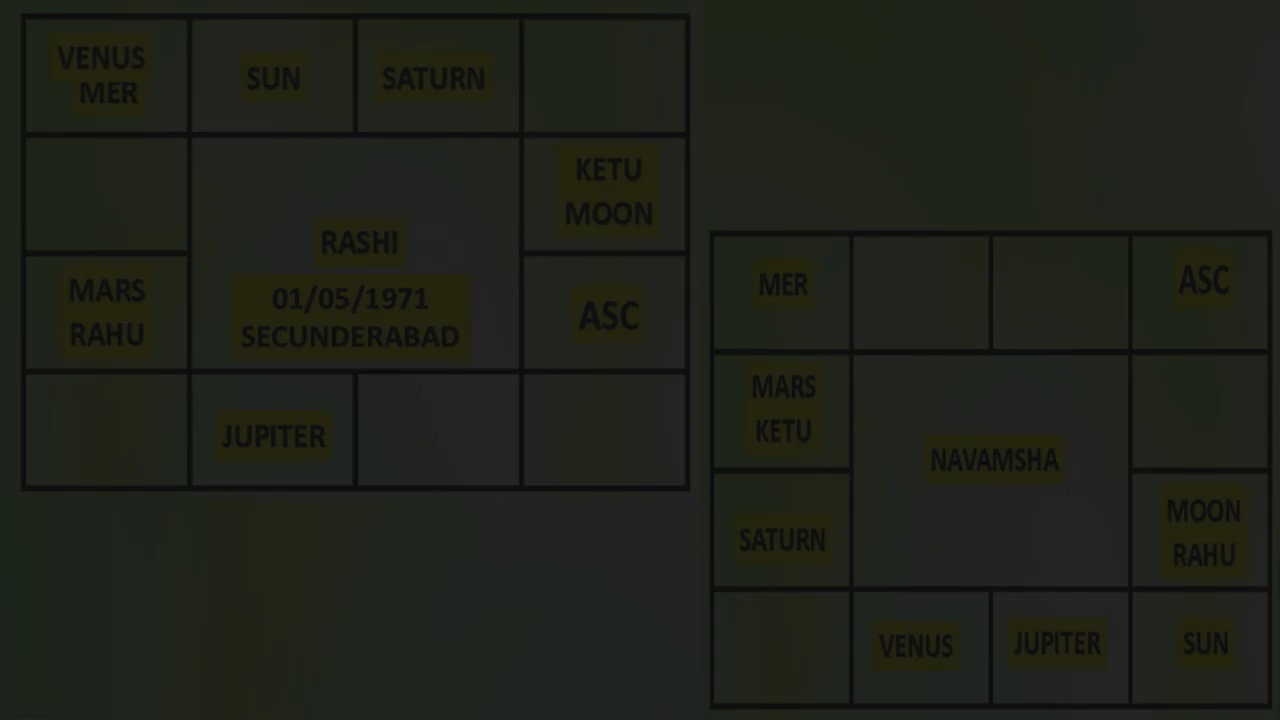 VENUS
MER
SUN
SATURN
KETU
MOON
RASHI
01/05/1971
SECUNDERABAD
MARS
RAHU
ASC
JUPITER
MER
ASC
MARS
KETU
NAVAMSHA
SATURN
MOON
RAHU
VENUS
JUPITER
SUN